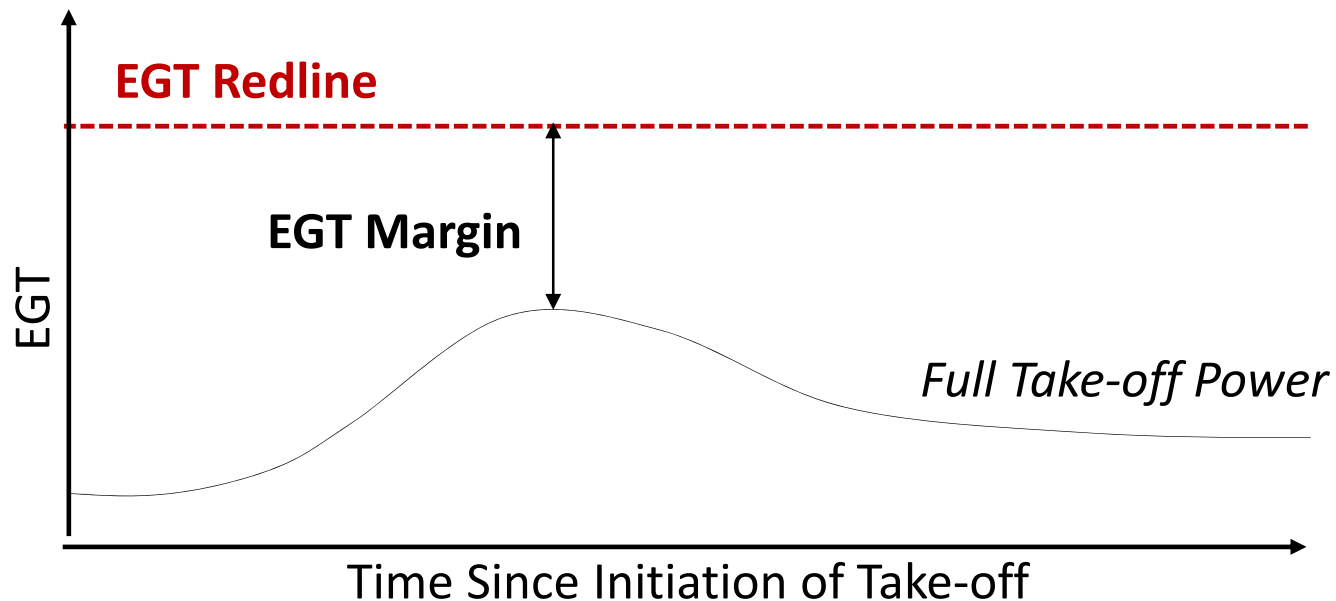 EGT Redline
EGT Margin
EGT
Full Take-off Power
Time Since Initiation of Take-off